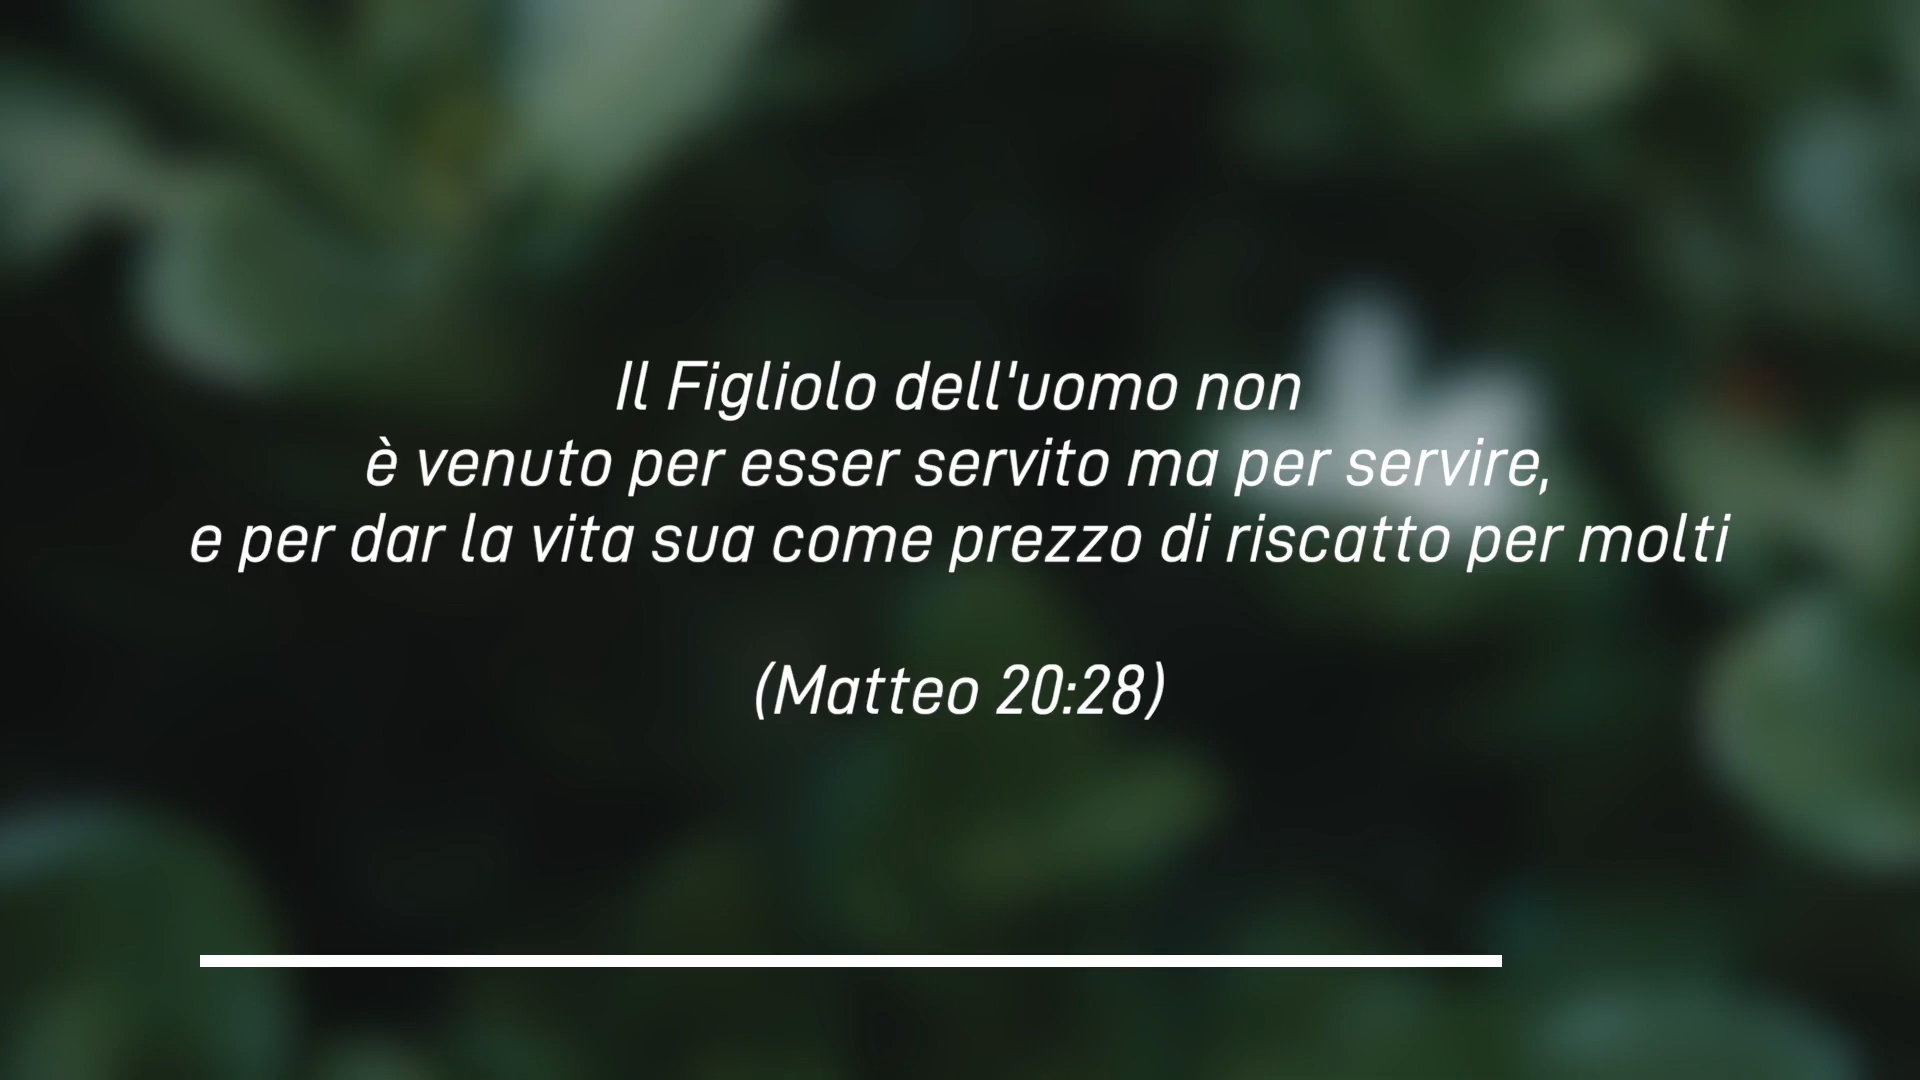 Il Figliolo dell'uomo non
è venuto per esser servito ma per servire,
e per dar la vita sua come prezzo di riscatto per molti
(Matteo 20:28)